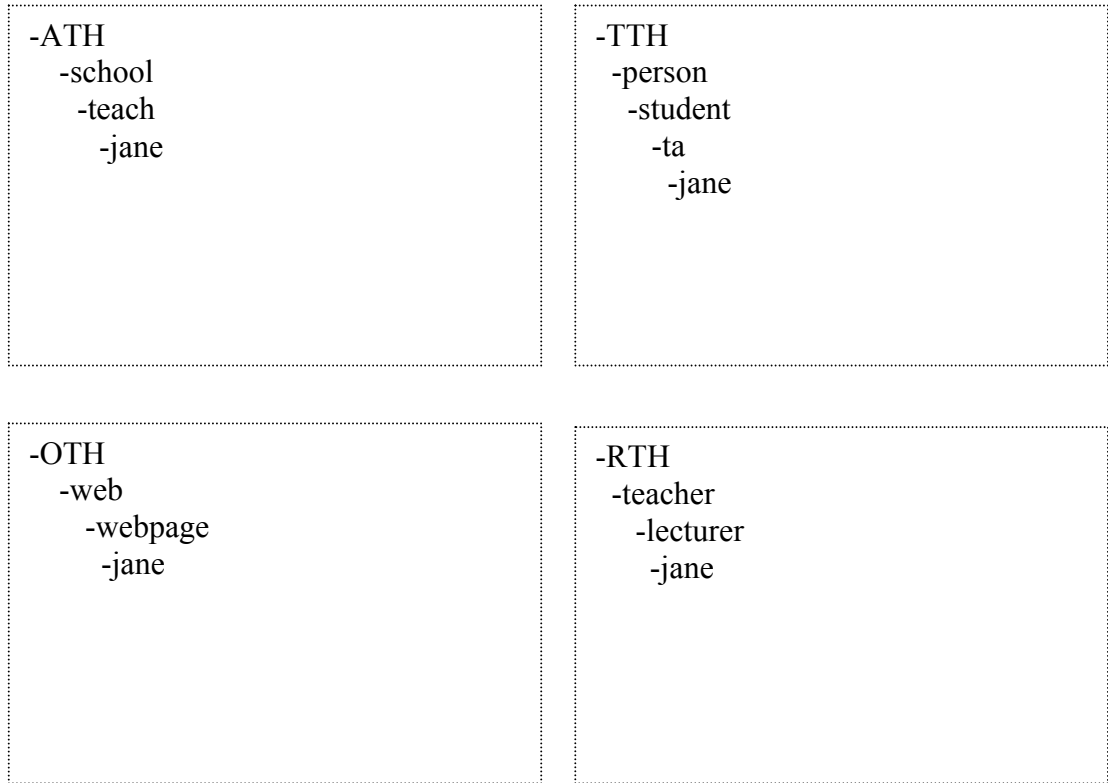 -ATH
-school
-teach
-jane
-TTH
-person
-student
-ta
-jane
-OTH
-web
-webpage
-jane
-RTH
-teacher
-lecturer
-jane